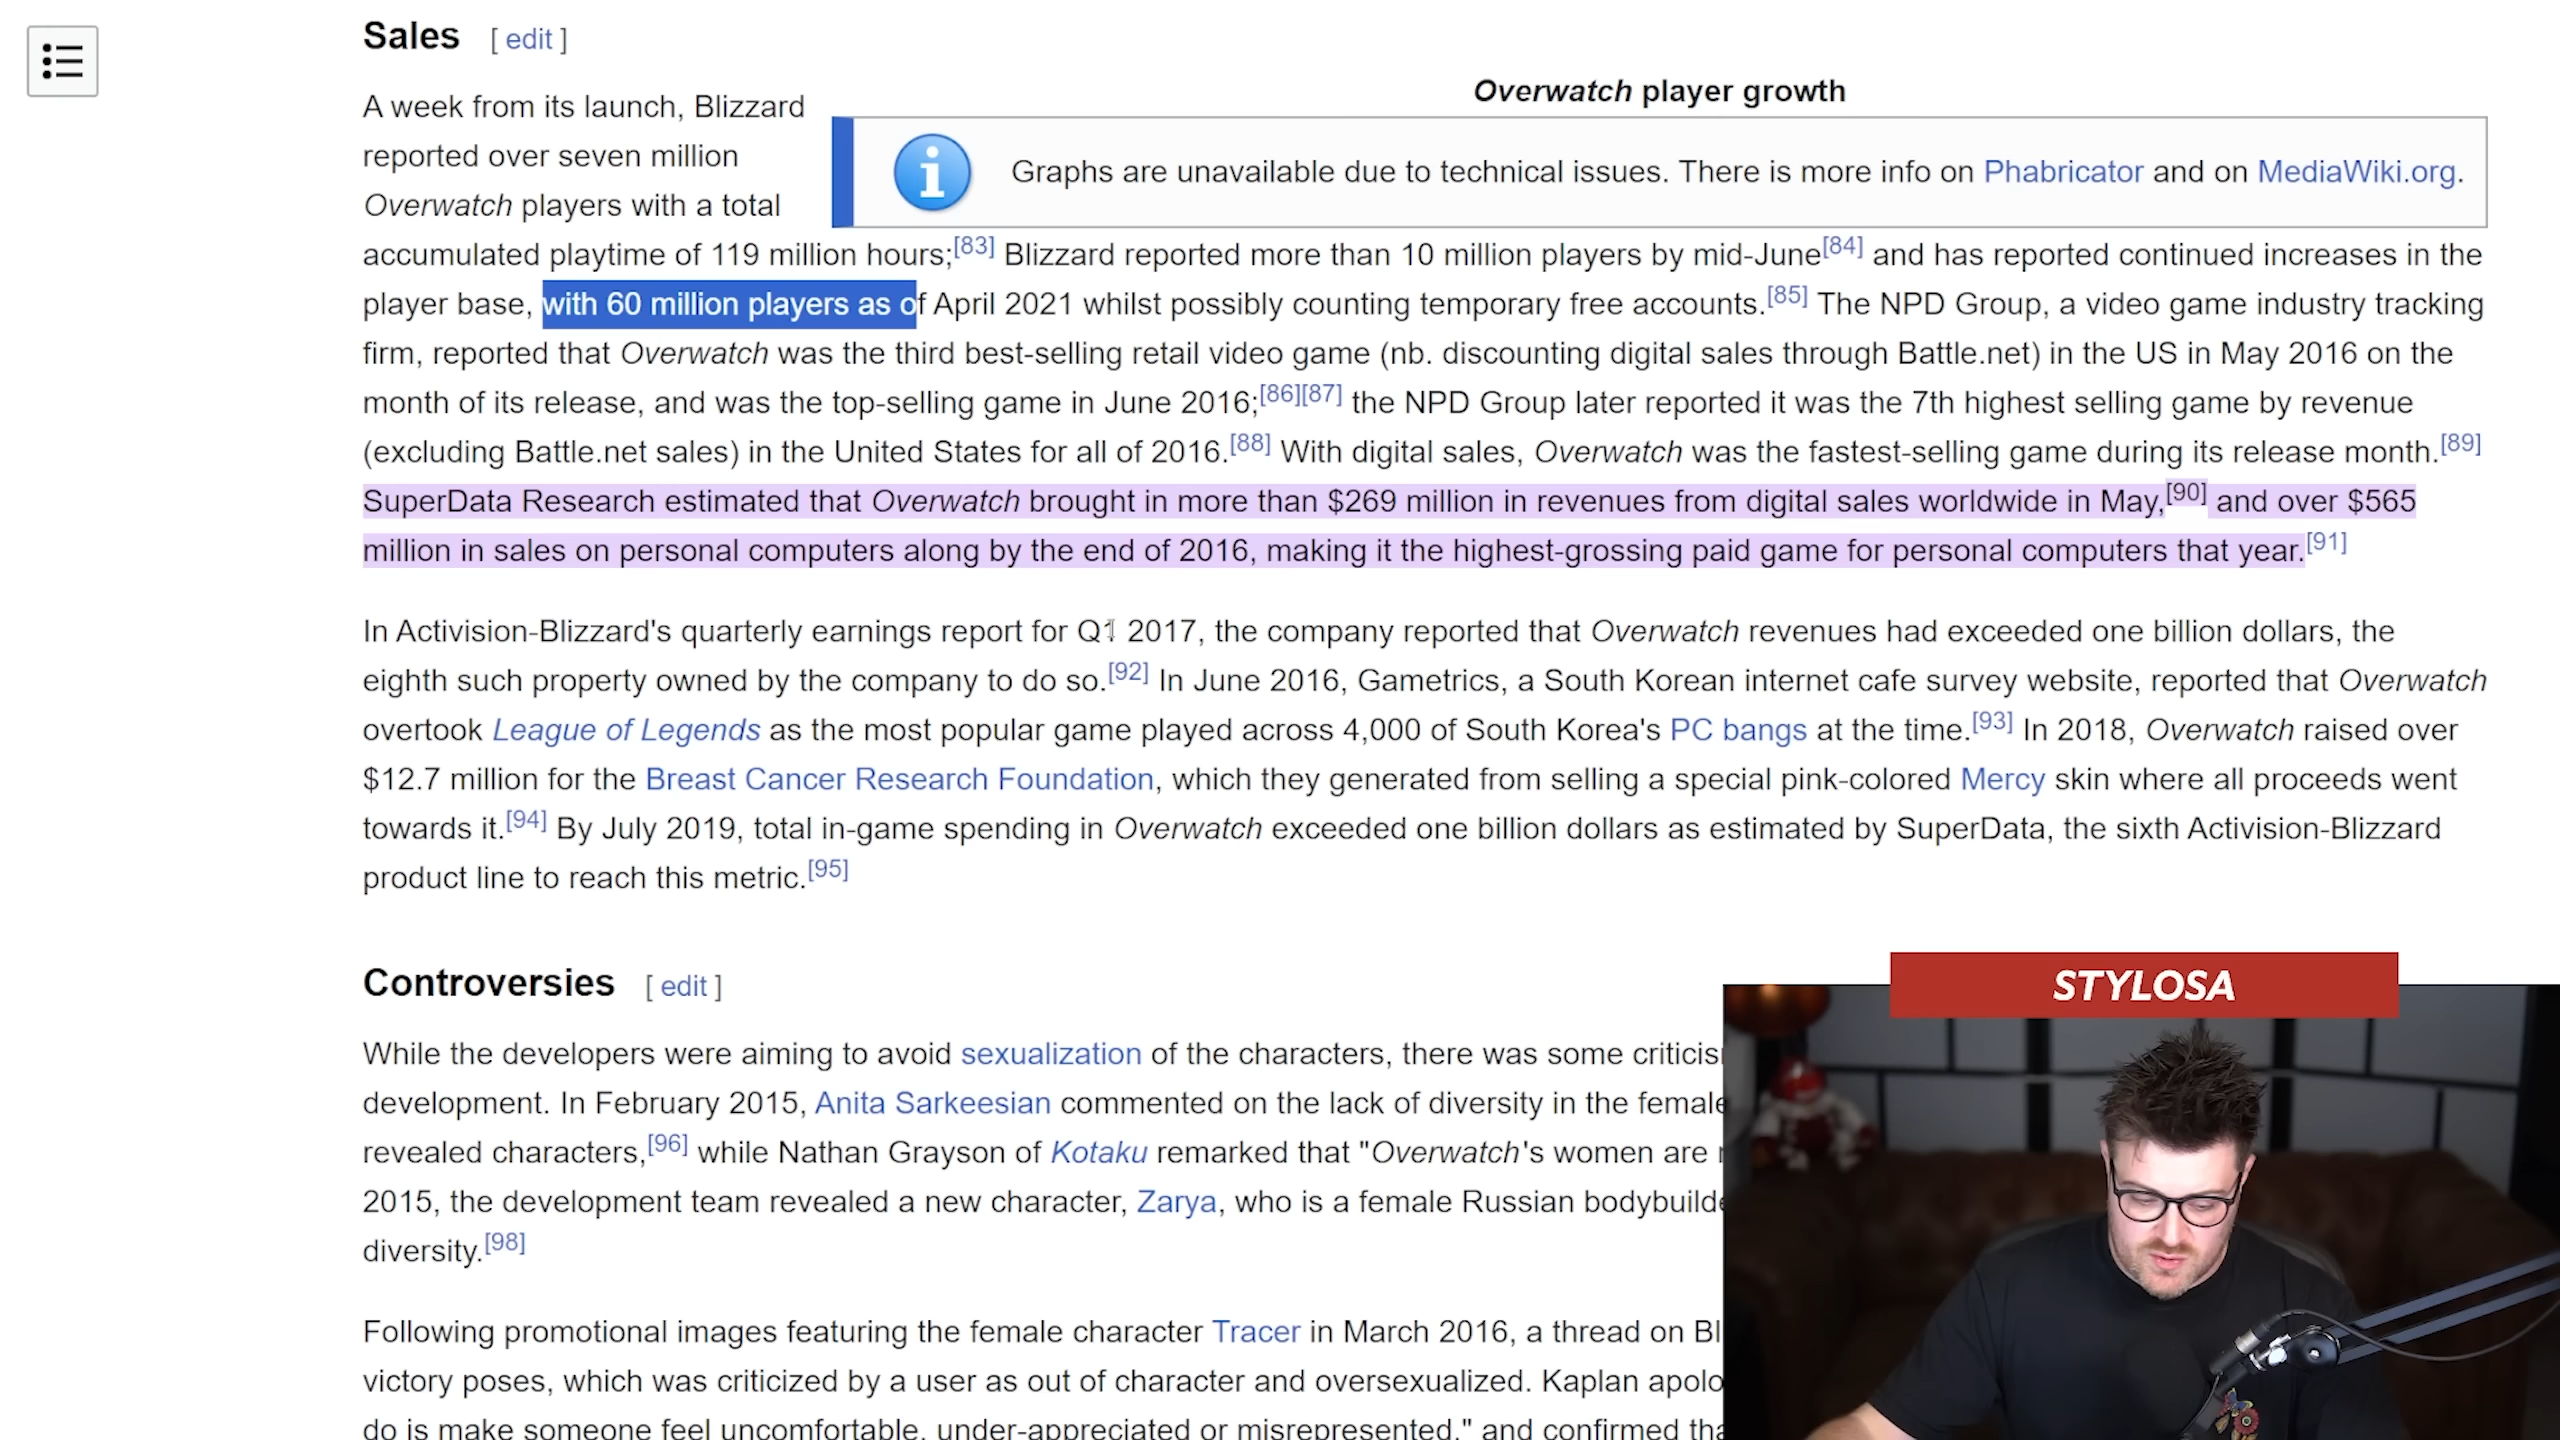 Sales [ edit ]
Overwatch player growth
A week from its launch, Blizzard
reported over seven million
Overwatch players with a total
Graphs are unavailable due to technical issues. There is more info on Phabricator and on MediaWiki.org.
accumulated playtime of 119 million hours;[83] Blizzard reported more than 10 million players by mid-June[84] and has reported continued increases in the
player base, with 60 million players as of April 2021 whilst possibly counting temporary free accounts.[85] The NPD Group, a video game industry tracking
firm, reported that Overwatch was the third best-selling retail video game (nb. discounting digital sales through Battle.net) in the US in May 2016 on the
month of its release, and was the top-selling game in June 2016;[86][87] the NPD Group later reported it was the 7th highest selling game by revenue
(excluding Battle.net sales) in the United States for all of 2016.[88] With digital sales, Overwatch was the fastest-selling game during its release month.[89]
SuperData Research estimated that Overwatch brought in more than $269 million in revenues from digital sales worldwide in May,[90] and over $565
million in sales on personal computers along by the end of 2016, making it the highest-grossing paid game for personal computers that year.[91]
In Activision-Blizzard's quarterly earnings report for Q1 2017, the company reported that Overwatch revenues had exceeded one billion dollars, the
eighth such property owned by the company to do so.[92] In June 2016, Gametrics, a South Korean internet cafe survey website, reported that Overwatch
overtook League of Legends as the most popular game played across 4,000 of South Korea's PC bangs at the time.[93] In 2018, Overwatch raised over
$12.7 million for the Breast Cancer Research Foundation, which they generated from selling a special pink-colored Mercy skin where all proceeds went
towards it.[94] By July 2019, total in-game spending in Overwatch exceeded one billion dollars as estimated by SuperData, the sixth Activision-Blizzard
product line to reach this metric.[95]
Controversies [ edit ]
STYLOSA
While the developers were aiming to avoid sexualization of the characters, there was some
development. In February 2015, Anita Sarkeesian commented on the lack of diversity in the female
revealed characters,[96] while Nathan Grayson of Kotaku remarked that "Overwatch's women are
2015, the development team revealed a new character, Zarya, who is a female Russian
diversity.[98]
Following promotional images featuring the female character Tracer in March 2016, a thread on
victory poses, which was criticized by a user as out of character and oversexualized. Kaplan
do is make someone feel uncomfortable, under-appreciated or misrepresented," and confirmed